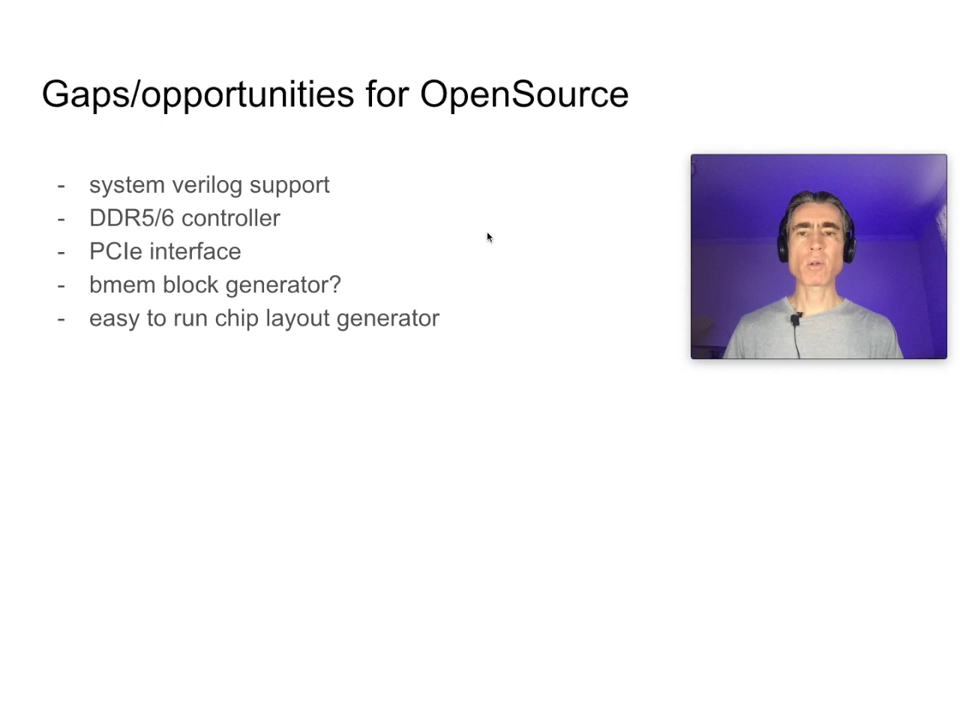 Gaps/opportunities for OpenSource
- system verilog support
- DDR5/6 controller
- PCIe interface
- bmem block generator?
- easy to run chip layout generator